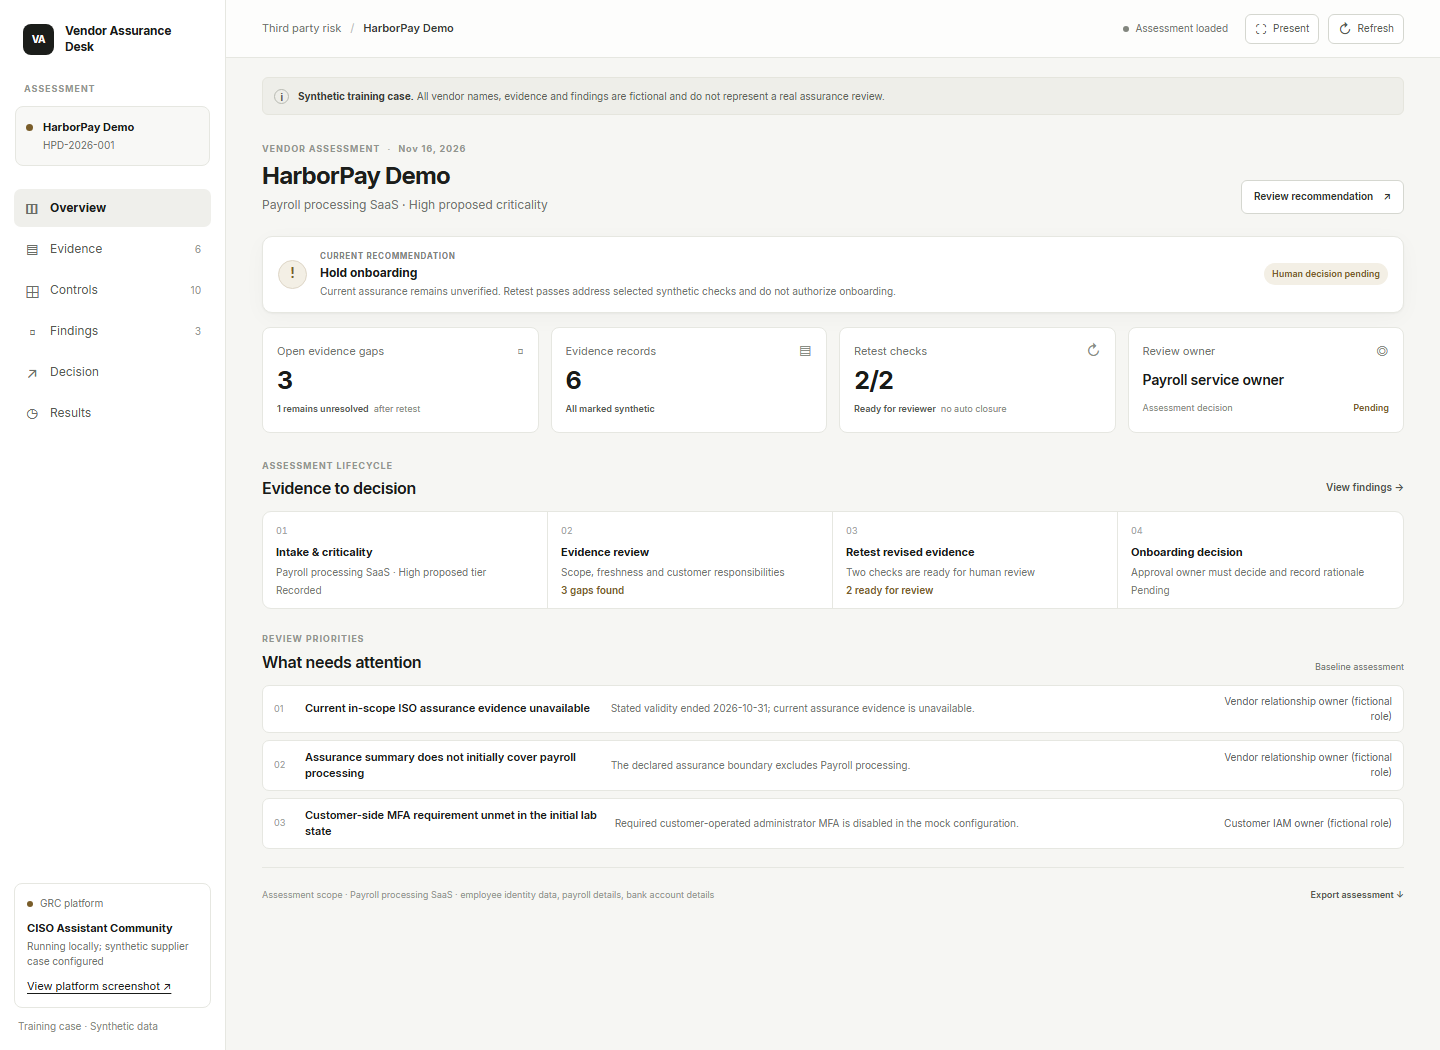 VA
Vendor Assurance
Desk
ASSESSMENT
HarborPay Demo
HPD-2026-001
Overview
Evidence 6
Controls 10
Findings 3
Decision
Results
GRC platform
CISO Assistant Community
Running locally; synthetic supplier
case configured
View platform screenshot ↗
Training case · Synthetic data
Third party risk / HarborPay Demo
Assessment loaded
Present
Refresh
Synthetic training case. All vendor names, evidence and findings are fictional and do not represent a real assurance review.
VENDOR ASSESSMENT · Nov 16, 2026
HarborPay Demo
Payroll processing SaaS · High proposed criticality
Review recommendation ↗
CURRENT RECOMMENDATION
Hold onboarding
Current assurance remains unverified. Retest passes address selected synthetic checks and do not authorize onboarding.
Human decision pending
Open evidence gaps
3
1 remains unresolved after retest
Evidence records
6
All marked synthetic
Retest checks
2/2
Ready for reviewer no auto closure
Review owner
Payroll service owner
Assessment decision Pending
ASSESSMENT LIFECYCLE
Evidence to decision
View findings →
01
Intake & criticality
Payroll processing SaaS · High proposed tier
Recorded
02
Evidence review
Scope, freshness and customer responsibilities
3 gaps found
03
Retest revised evidence
Two checks are ready for human review
2 ready for review
04
Onboarding decision
Approval owner must decide and record rationale
Pending
REVIEW PRIORITIES
What needs attention
Baseline assessment
01
Current in-scope ISO assurance evidence unavailable
Stated validity ended 2026-10-31; current assurance evidence is unavailable.
Vendor relationship owner (fictional
role)
02
Assurance summary does not initially cover payroll
processing
The declared assurance boundary excludes Payroll processing.
Vendor relationship owner (fictional
role)
03
Customer-side MFA requirement unmet in the initial lab
state
Required customer-operated administrator MFA is disabled in the mock configuration.
Customer IAM owner (fictional role)
Assessment scope · Payroll processing SaaS · employee identity data, payroll details, bank account details
Export assessment ↓